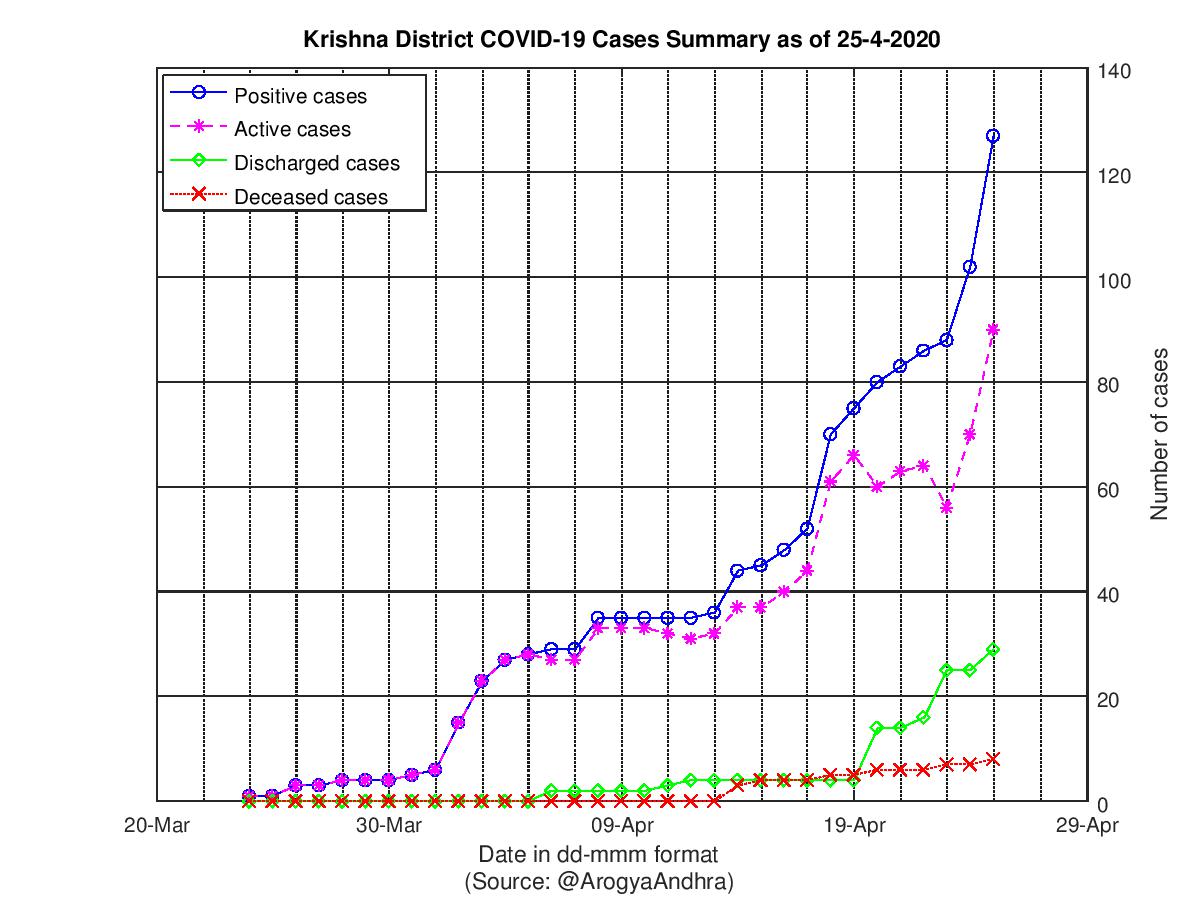 Krishna District COVID-19 Cases Summary as of 25-4-2020
Positive cases
Active cases
Discharged cases
Deceased cases
140
120
100
80
60
40
20
0
Number of cases
20-Mar
30-Mar
09-Apr
19-Apr
29-Apr
Date in dd-mmm format
(Source: @ArogyaAndhra)